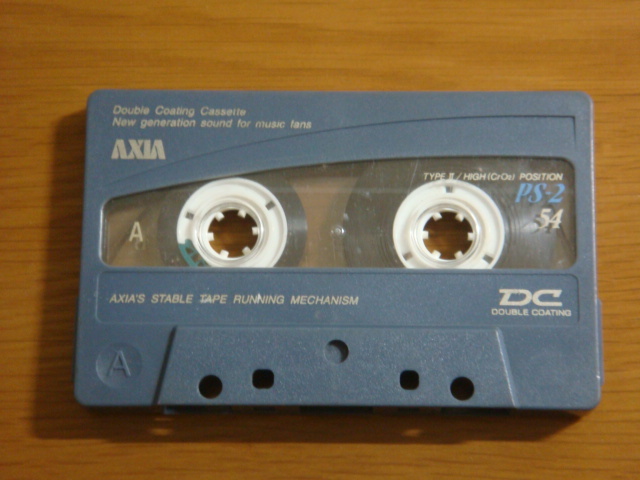 Double Coating Cassette
New generation sound for music fans
AXIA
TYPE II / HIGH (CrO2) POSITION
PS-2
54
A
AXIA'S STABLE TAPE RUNNING MECHANISM
DC
DOUBLE COATING
A